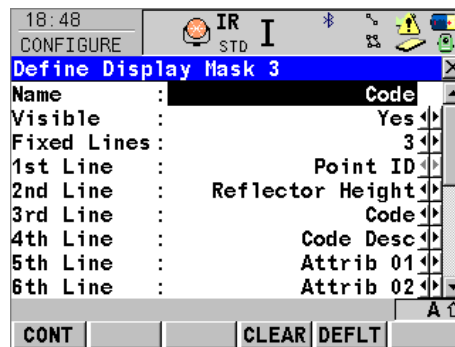 18:48
CONFIGURE
IR
STD
I
Define Display Mask 3
Name : Code
Visible : Yes
Fixed Lines: 3
1st Line : Point ID
2nd Line : Reflector Height
3rd Line : Code
4th Line : Code Desc
5th Line : Attrib 01
6th Line : Attrib 02
A
CONT CLEAR DEFLT